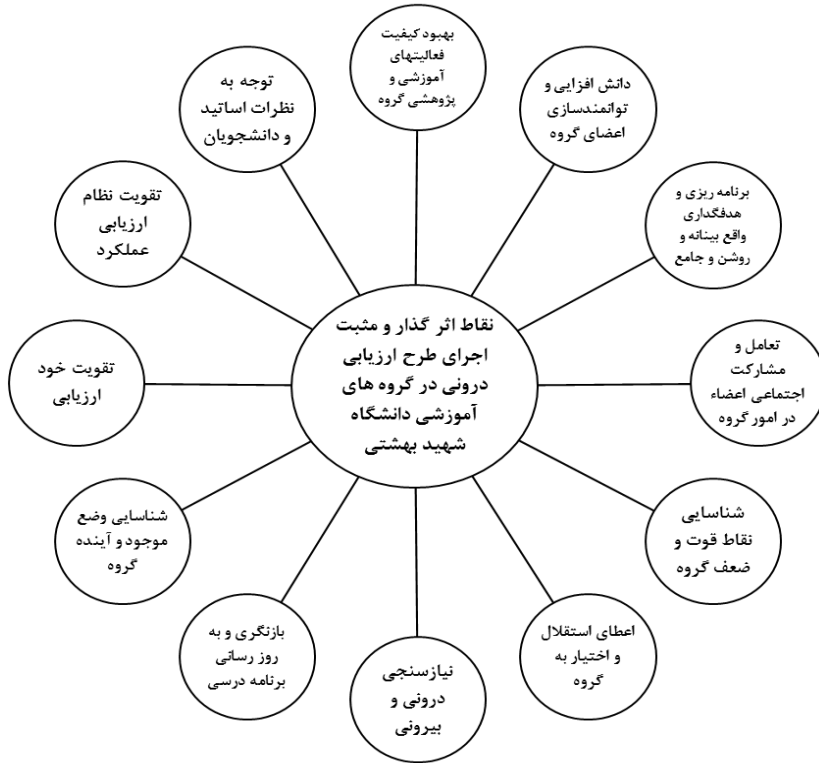 بهبود کیفیت
فعالیتهای
آموزشی و
پژوهشی گروه
دانش افزایی و
توانمندسازی
اعضای گروه
برنامه ریزی و
هدفگذاری
واقع بینانه و
روشن و جامع
تعامل و
مشارکت
اجتماعی اعضاء
در امور گروه
شناسایی
نقاط قوت و
ضعف گروه
اعطای استقلال
و اختیار به
گروه
نیازسنجی
درونی و
بیرونی
بازنگری و به
روز رسانی
برنامه درسی
شناسایی وضع
موجود و آینده
گروه
تقویت خود
ارزیابی
تقویت نظام
ارزیابی
عملکرد
توجه به
نظرات اساتید
و دانشجویان
نقاط اثر گذار و مثبت
اجرای طرح ارزیابی
درونی در گروه های
آموزشی دانشگاه
شهید بهشتی